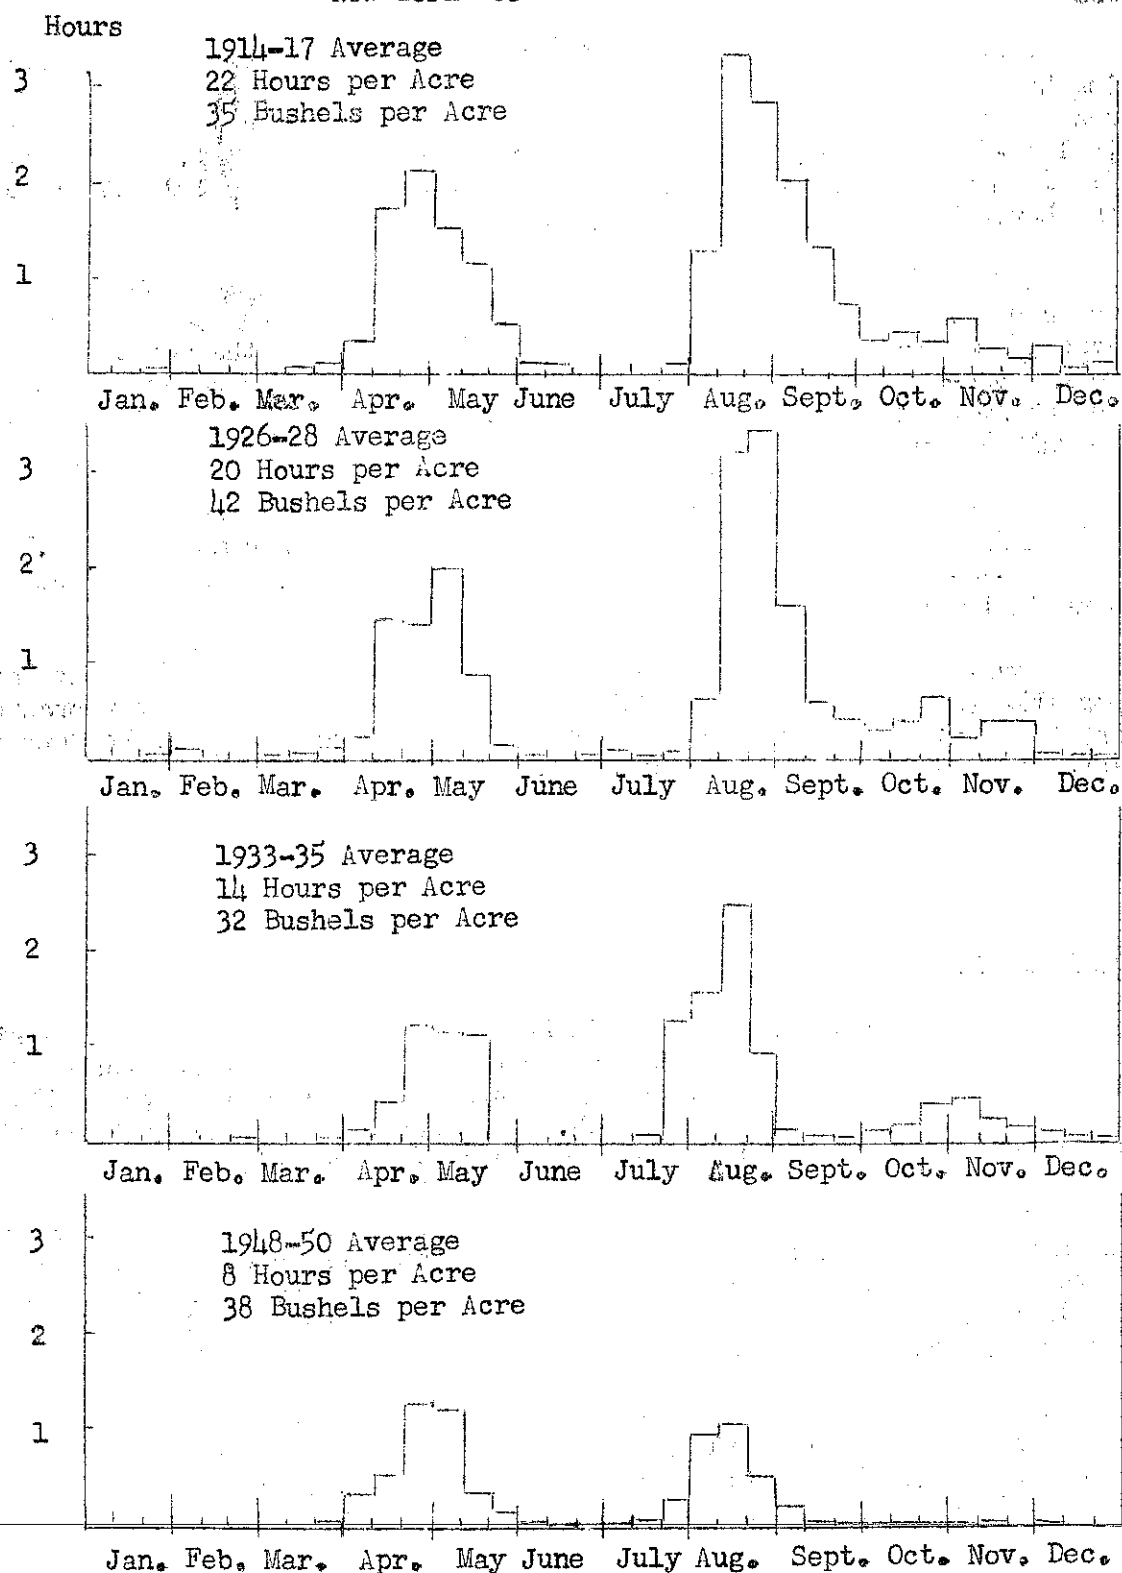 Hours
1914-17 Average
22 Hours per Acre
35 Bushels per Acre
3
2
1
Jan. Feb. Mar. Apr. May June July Aug. Sept. Oct. Nov. Dec.
1926-28 Average
20 Hours per Acre
42 Bushels per Acre
3
2
1
Jan. Feb. Mar. Apr. May June July Aug. Sept. Oct. Nov. Dec.
1933-35 Average
14 Hours per Acre
32 Bushels per Acre
3
2
1
Jan. Feb. Mar. Apr. May June July Aug. Sept. Oct. Nov. Dec.
1948-50 Average
8 Hours per Acre
38 Bushels per Acre
3
2
1
Jan. Feb. Mar. Apr. May June July Aug. Sept. Oct. Nov. Dec.